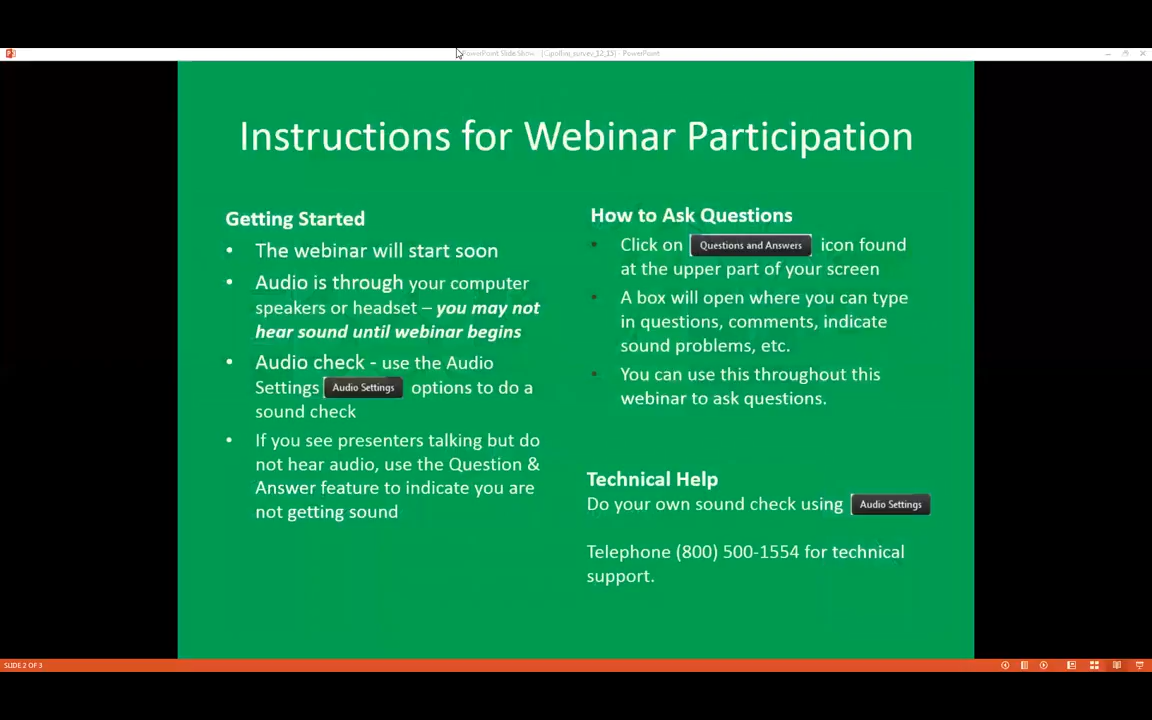 PowerPoint Slide Show - [Cipollini_survey_12_15] - PowerPoint
Instructions for Webinar Participation
Getting Started
• The webinar will start soon
• Audio is through your computer
speakers or headset – you may not
hear sound until webinar begins
• Audio check - use the Audio
Settings Audio Settings options to do a
sound check
• If you see presenters talking but do
not hear audio, use the Question &
Answer feature to indicate you are
not getting sound
How to Ask Questions
• Click on Questions and Answers icon found
at the upper part of your screen
• A box will open where you can type
in questions, comments, indicate
sound problems, etc.
• You can use this throughout this
webinar to ask questions.
Technical Help
Do your own sound check using Audio Settings
Telephone (800) 500-1554 for technical
support.
SLIDE 2 OF 3